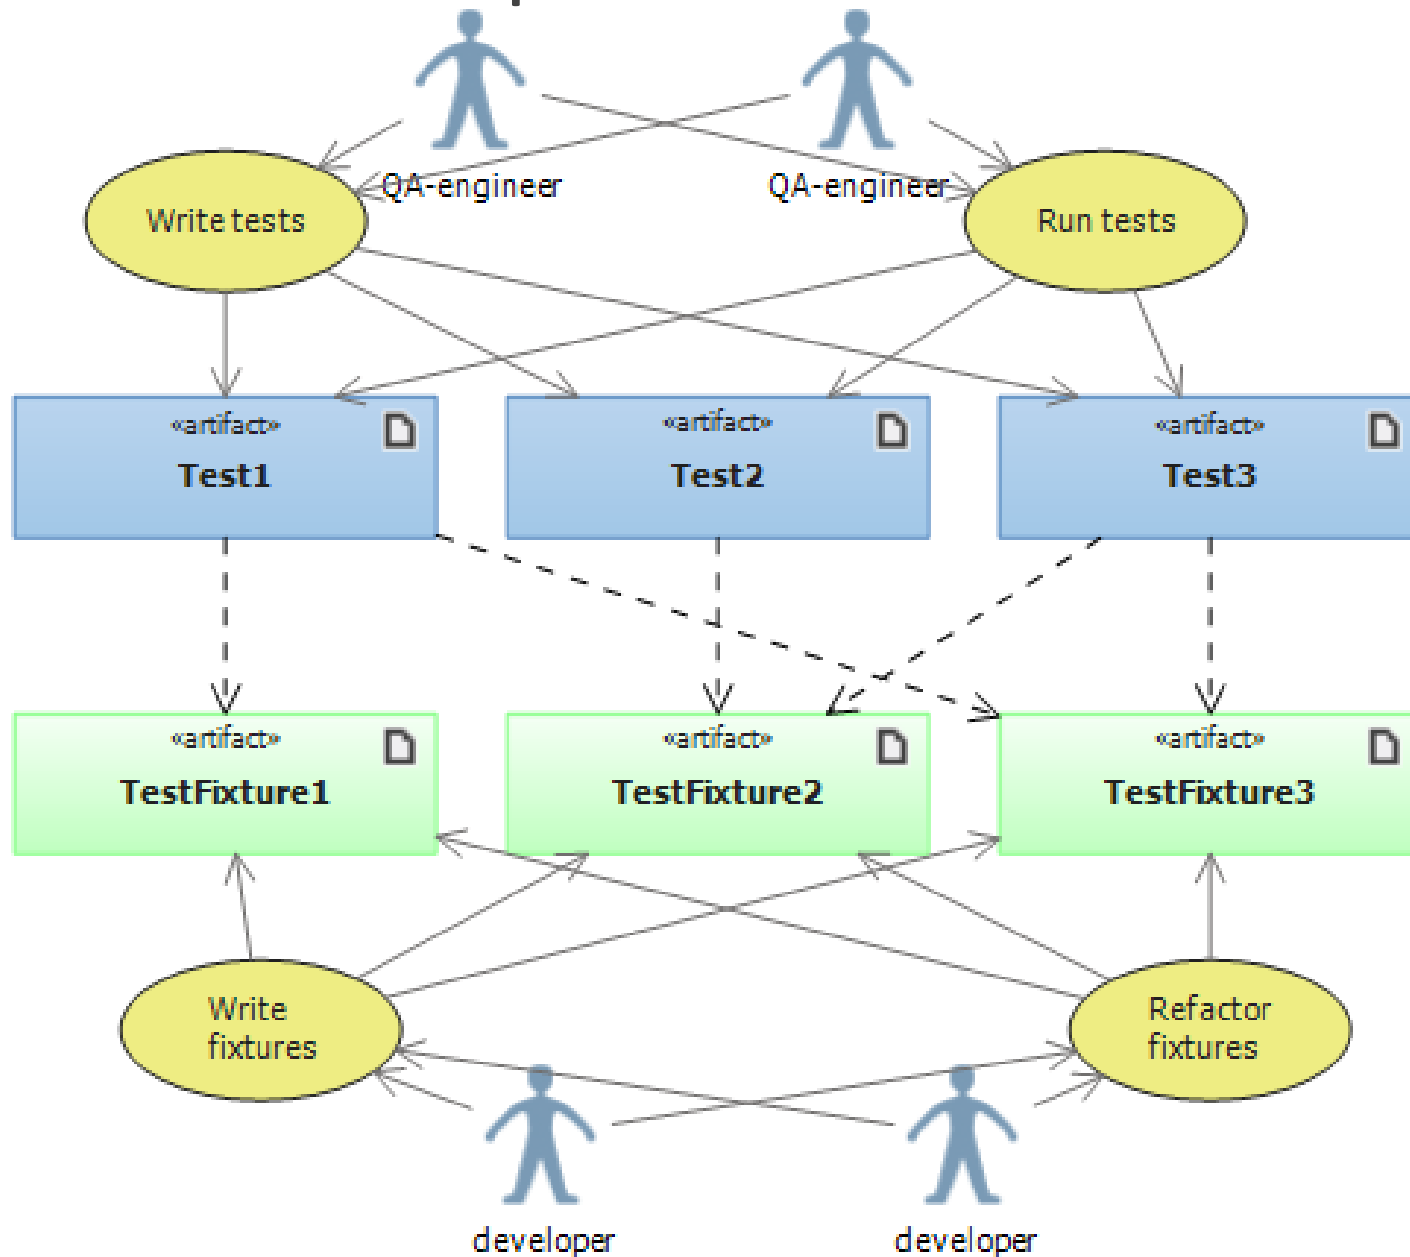 QA-engineer
QA-engineer
Write tests
Run tests
«artifact»
Test1
«artifact»
Test2
«artifact»
Test3
«artifact»
TestFixture1
«artifact»
TestFixture2
«artifact»
TestFixture3
Write
fixtures
Refactor
fixtures
developer
developer